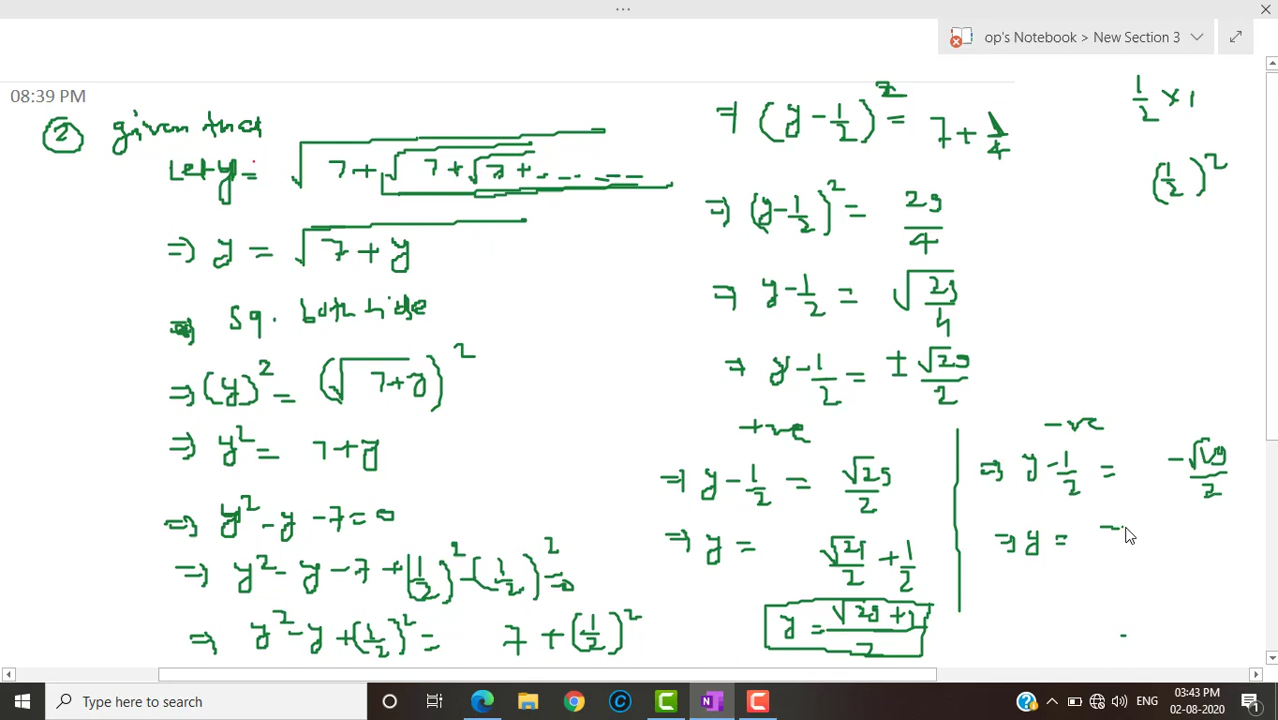 op's Notebook > New Section 3
08:39 PM
② given that
Let y = √(7+√(7+√(7+------
⇒ y = √(7+y)
⇒ Sq. both side
⇒ (y)² = (√(7+y))²
⇒ y² = 7+y
⇒ y² - y - 7 = 0
⇒ y² - y - 7 + (1/2)² - (1/2)² = 0
⇒ y² - y + (1/2)² = 7 + (1/2)²
⇒ (y - 1/2)² = 7 + 1/4
⇒ (y - 1/2)² = 29/4
⇒ y - 1/2 = √(29/4)
⇒ y - 1/2 = ± √29/2
+ve
⇒ y - 1/2 = √29/2
⇒ y = √29/2 + 1/2
y = (√29 + 1)/2
-ve
⇒ y - 1/2 = -√29/2
⇒ y = -
1/2 × 1
(1/2)²
Type here to search
ENG
03:43 PM
02-08-2020